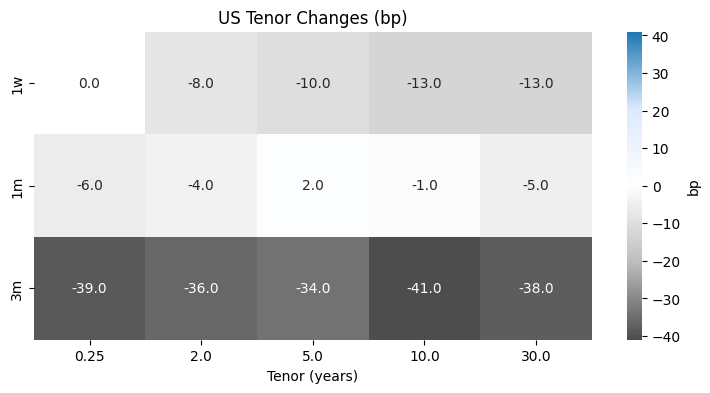 US Tenor Changes (bp)
1w
0.0 -8.0 -10.0 -13.0 -13.0
1m
-6.0 -4.0 2.0 -1.0 -5.0
3m
-39.0 -36.0 -34.0 -41.0 -38.0
0.25 2.0 5.0 10.0 30.0
Tenor (years)
40
30
20
10
0
−10
−20
−30
−40
bp